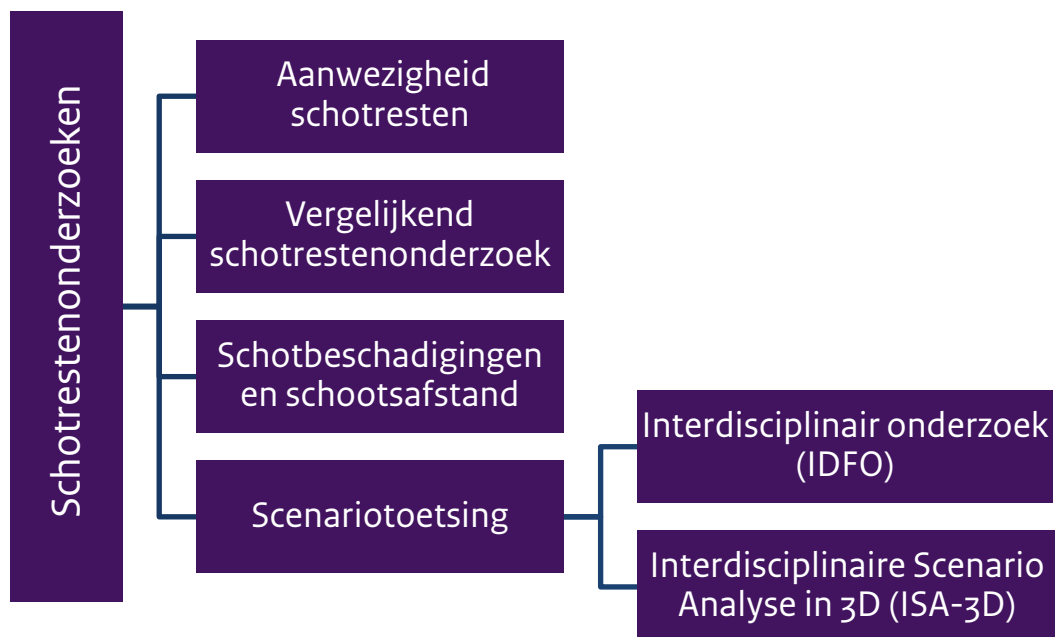 Schotrestenonderzoeken
Aanwezigheid
schotresten
Vergelijkend
schotrestenonderzoek
Schotbeschadigingen
en schootsafstand
Scenariotoetsing
Interdisciplinair onderzoek
(IDFO)
Interdisciplinaire Scenario
Analyse in 3D (ISA-3D)